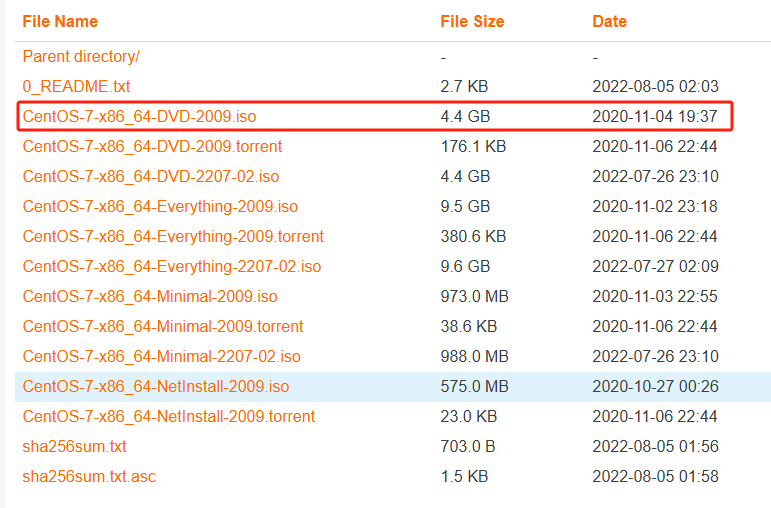 File Name File Size Date
Parent directory/ - -
0_README.txt 2.7 KB 2022-08-05 02:03
CentOS-7-x86_64-DVD-2009.iso 4.4 GB 2020-11-04 19:37
CentOS-7-x86_64-DVD-2009.torrent 176.1 KB 2020-11-06 22:44
CentOS-7-x86_64-DVD-2207-02.iso 4.4 GB 2022-07-26 23:10
CentOS-7-x86_64-Everything-2009.iso 9.5 GB 2020-11-02 23:18
CentOS-7-x86_64-Everything-2009.torrent 380.6 KB 2020-11-06 22:44
CentOS-7-x86_64-Everything-2207-02.iso 9.6 GB 2022-07-27 02:09
CentOS-7-x86_64-Minimal-2009.iso 973.0 MB 2020-11-03 22:55
CentOS-7-x86_64-Minimal-2009.torrent 38.6 KB 2020-11-06 22:44
CentOS-7-x86_64-Minimal-2207-02.iso 988.0 MB 2022-07-26 23:10
CentOS-7-x86_64-NetInstall-2009.iso 575.0 MB 2020-10-27 00:26
CentOS-7-x86_64-NetInstall-2009.torrent 23.0 KB 2020-11-06 22:44
sha256sum.txt 703.0 B 2022-08-05 01:56
sha256sum.txt.asc 1.5 KB 2022-08-05 01:58